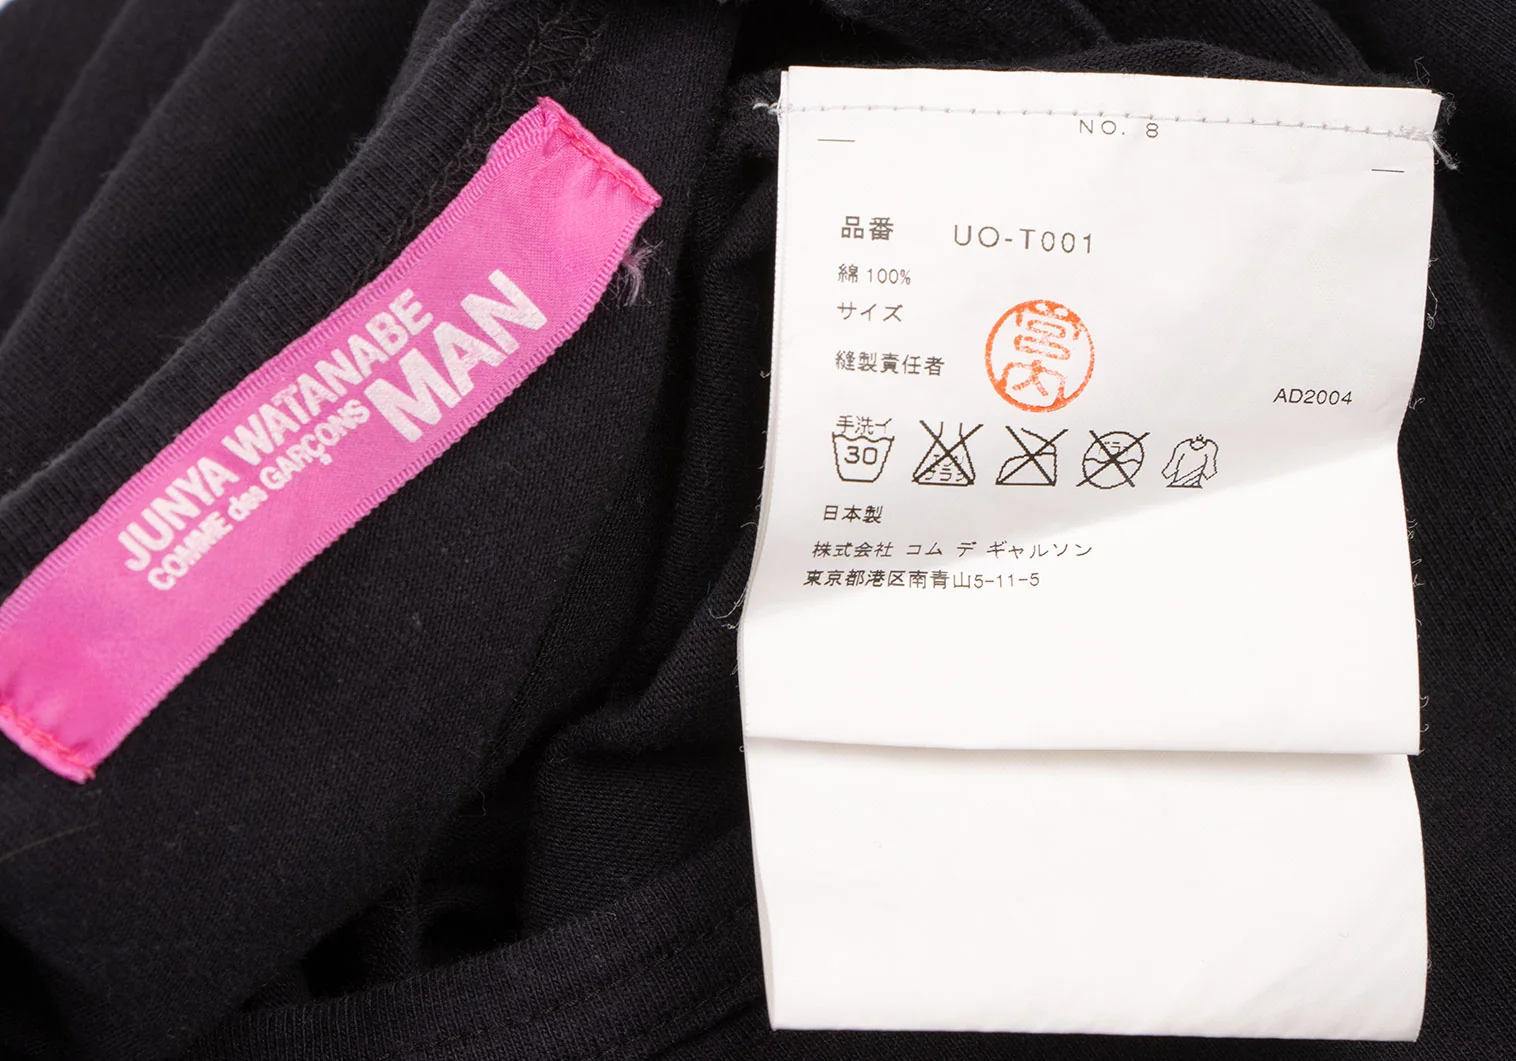 JUNYA WATANABE
COMME des GARÇONS
MAN
NO. 8
品番 UO-T001
綿 100%
サイズ
縫製責任者
宮内
AD2004
手洗イ
30
日本製
株式会社 コム デ ギャルソン
東京都港区南青山5-11-5